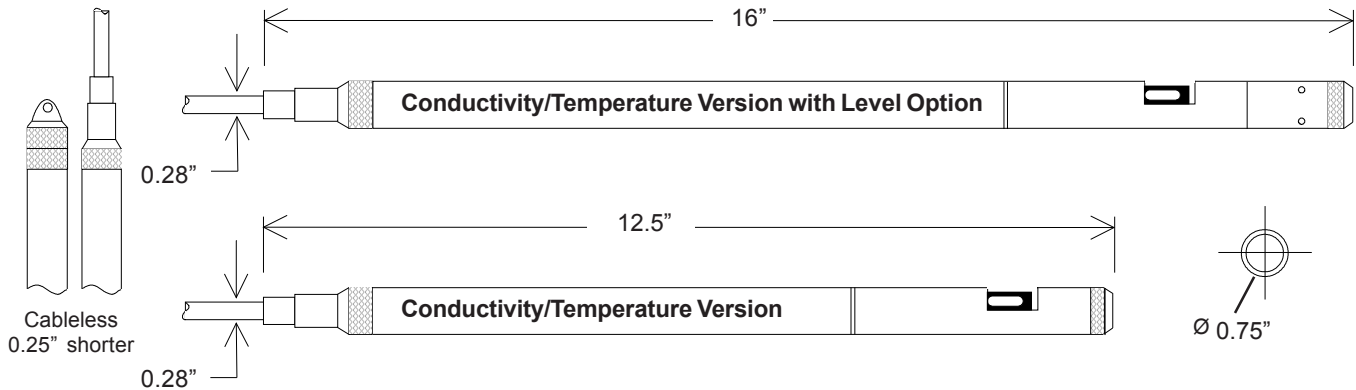 16”
Conductivity/Temperature Version with Level Option
0.28”
12.5”
Conductivity/Temperature Version
Cableless
0.25” shorter
Ø 0.75”
0.28”